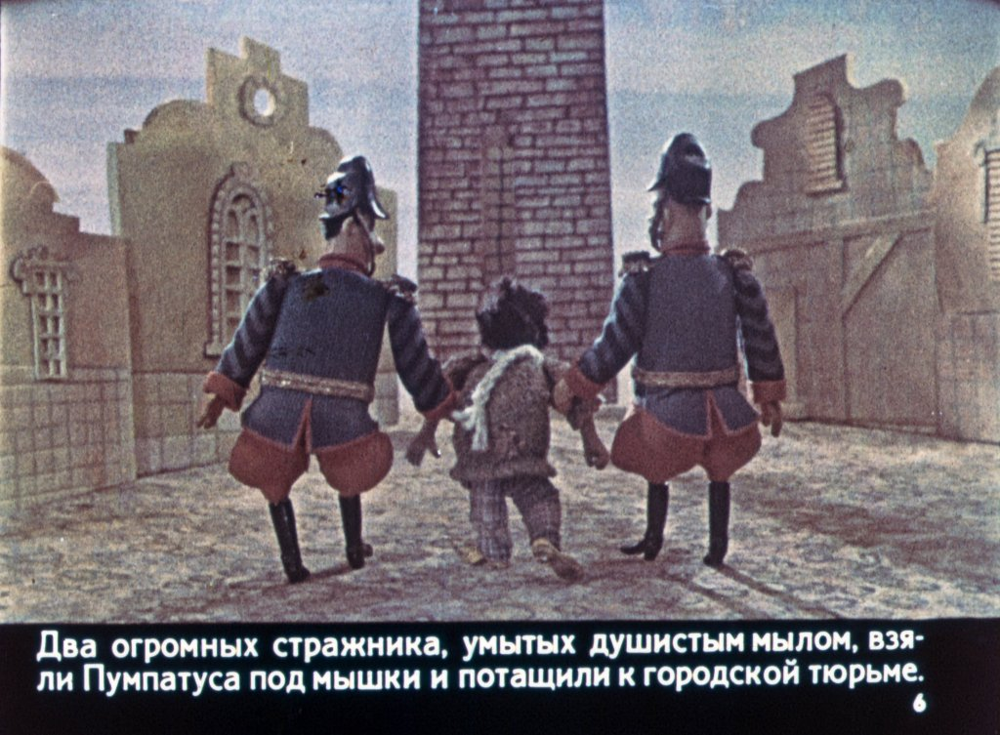 Два огромных стражника, умытых душистым мылом, взя-
ли Пумпатуса под мышки и потащили к городской тюрьме.
6